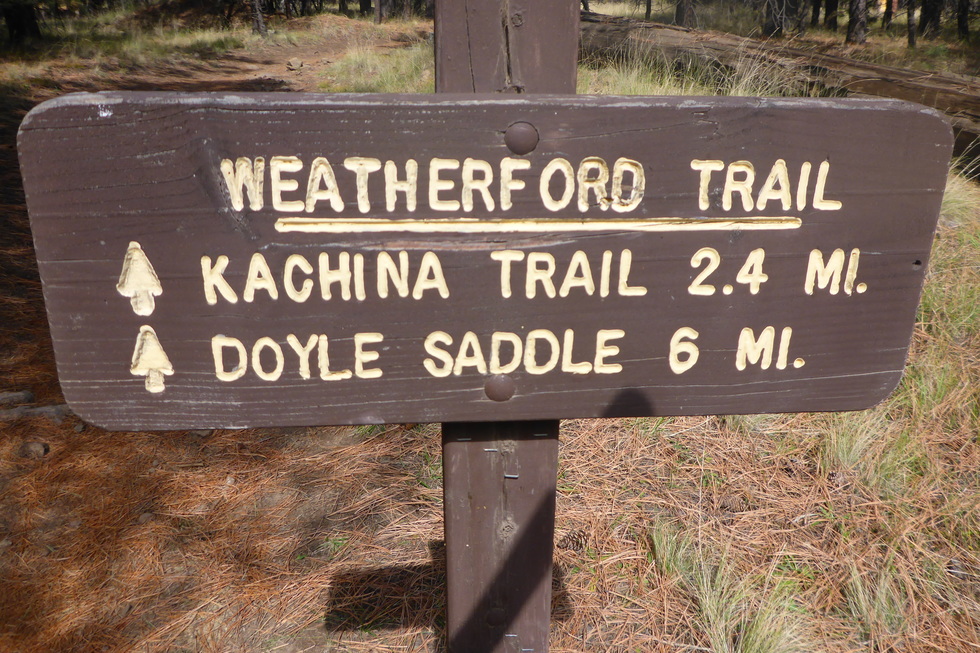 WEATHERFORD TRAIL
KACHINA TRAIL 2.4 MI.
DOYLE SADDLE 6 MI.